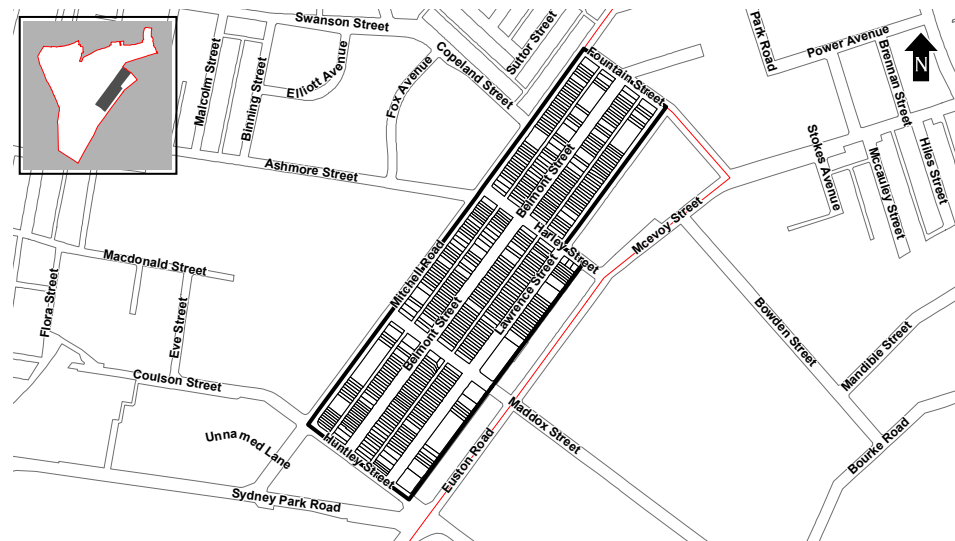 Swanson Street
Suttor Street
Park Road
Power Avenue
N
Malcolm Street
Binning Street
Elliott Avenue
Fox Avenue
Copeland Street
Fountain Street
Brennan Street
Ashmore Street
Belmont Street
Stokes Avenue
Mccauley Street
Hiles Street
Harley Street
Mcevoy Street
Macdonald Street
Mitchell Road
Lawrence Street
Flora Street
Eve Street
Belmont Street
Bowden Street
Mandible Street
Coulson Street
Maddox Street
Unnamed Lane
Huntley Street
Euston Road
Bourke Road
Sydney Park Road